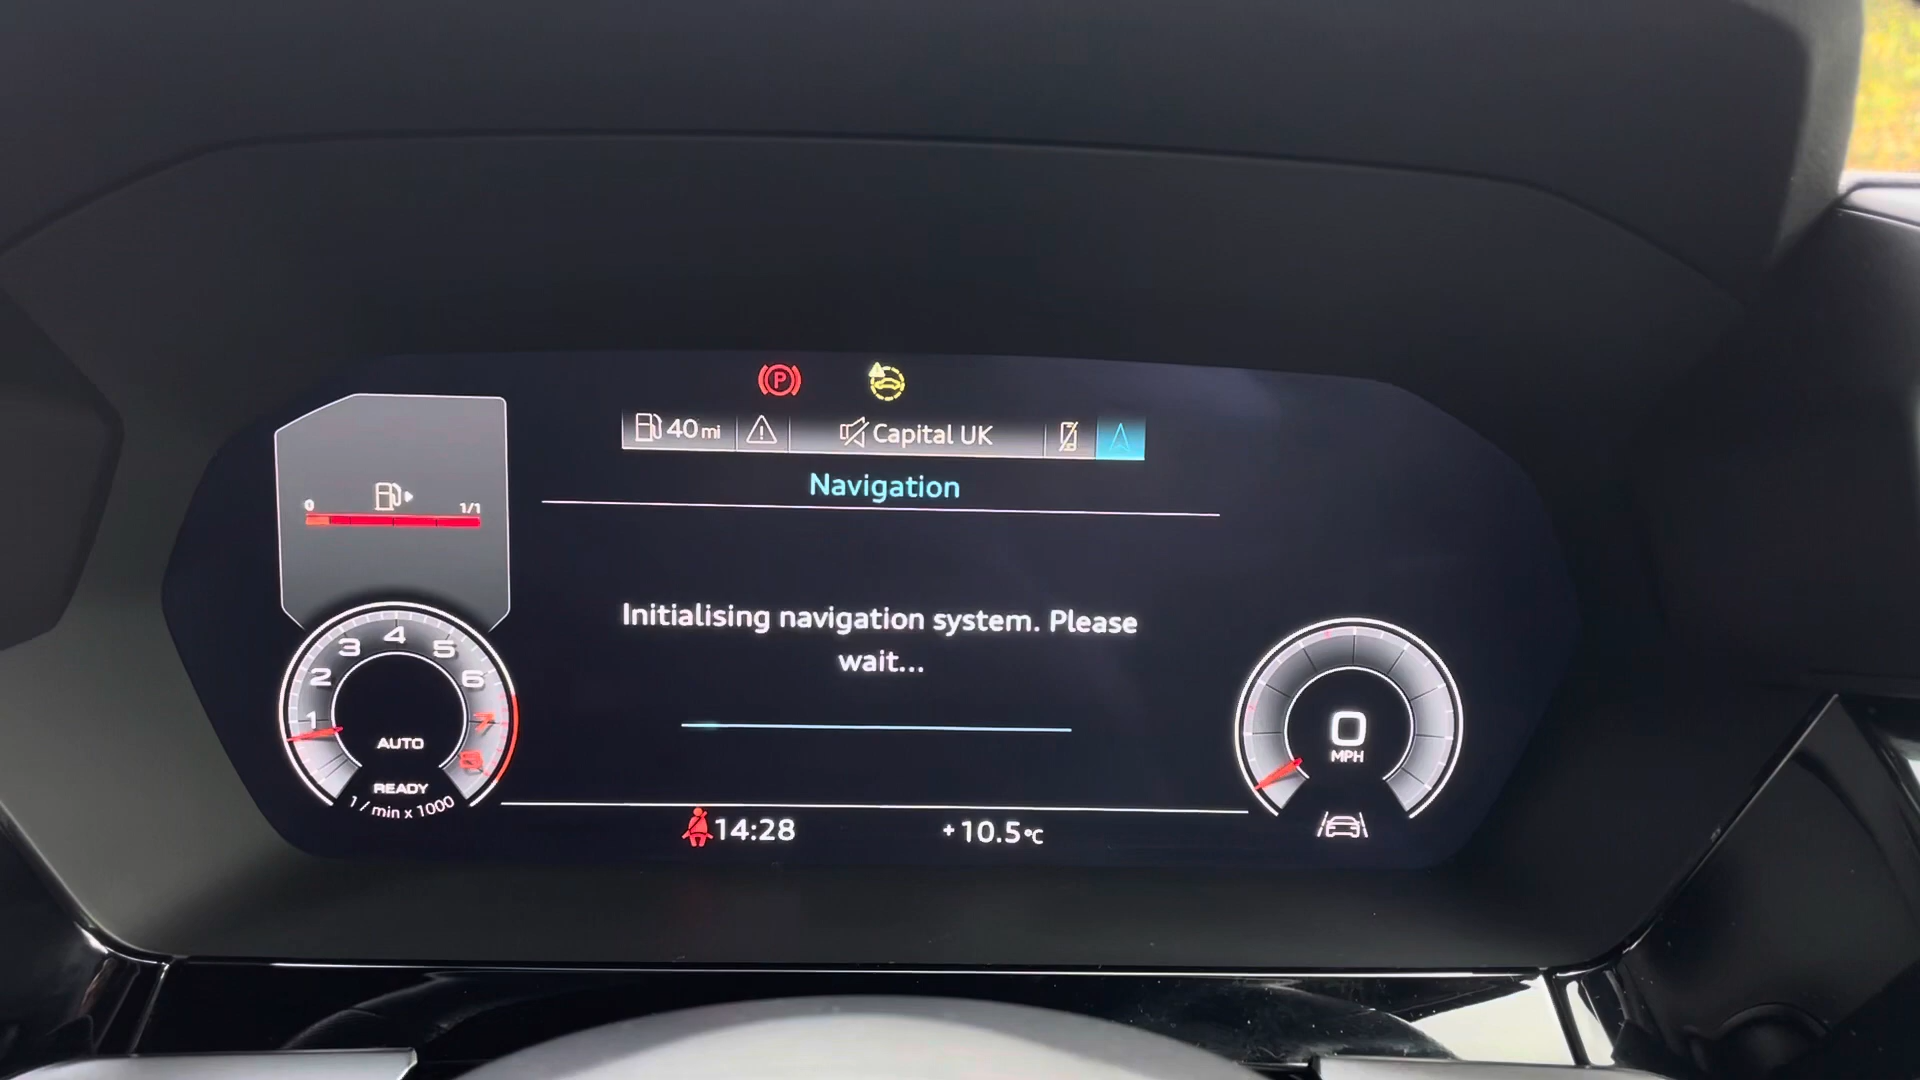 P
40 mi
Capital UK
Navigation
0
1/1
Initialising navigation system. Please
wait...
1
2
3
4
5
6
7
8
AUTO
READY
1 / min x 1000
0
MPH
14:28
+10.5°C